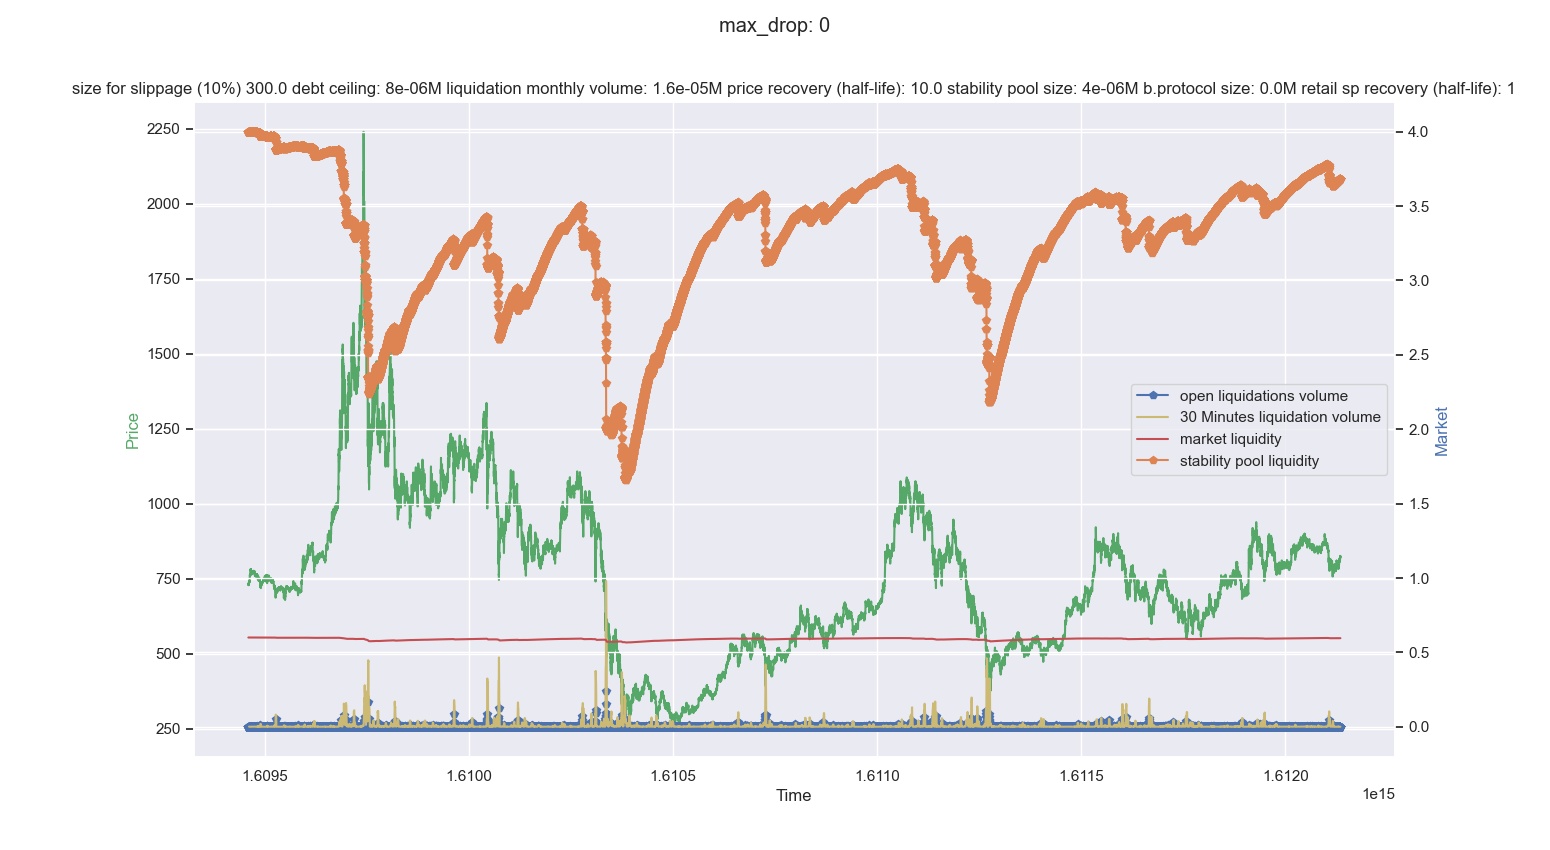 max_drop: 0
size for slippage (10%) 300.0 debt ceiling: 8e-06M liquidation monthly volume: 1.6e-05M price recovery (half-life): 10.0 stability pool size: 4e-06M b.protocol size: 0.0M retail sp recovery (half-life): 1
2250
2000
1750
1500
1250
1000
750
500
250
Price
4.0
3.5
3.0
2.5
2.0
1.5
1.0
0.5
0.0
Market
open liquidations volume
30 Minutes liquidation volume
market liquidity
stability pool liquidity
1.6095 1.6100 1.6105 1.6110 1.6115 1.6120
1e15
Time